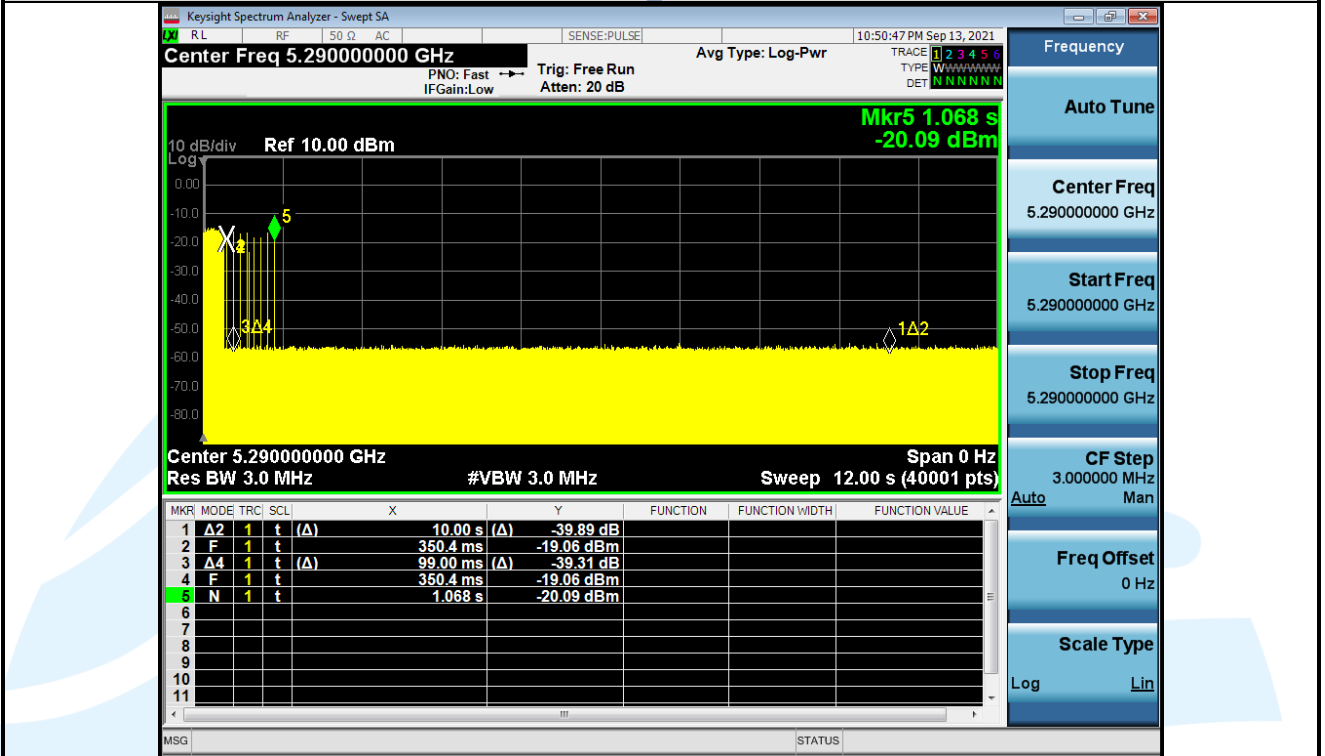 Keysight Spectrum Analyzer - Swept SA
LXI RL RF 50 Ω AC SENSE:PULSE 10:50:47 PM Sep 13, 2021
Center Freq 5.290000000 GHz
PNO: Fast
IFGain:Low
Trig: Free Run
Atten: 20 dB
Avg Type: Log-Pwr
TRACE 1 2 3 4 5 6
TYPE W W W W W W
DET N N N N N N
Mkr5 1.068 s
-20.09 dBm
10 dB/div Ref 10.00 dBm
Log
0.00
-10.0
-20.0
-30.0
-40.0
-50.0
-60.0
-70.0
-80.0
5
2
3Δ4
1Δ2
Center 5.290000000 GHz Span 0 Hz
Res BW 3.0 MHz #VBW 3.0 MHz Sweep 12.00 s (40001 pts)
MKR MODE TRC SCL X Y FUNCTION FUNCTION WIDTH FUNCTION VALUE
1 Δ2 1 t (Δ) 10.00 s (Δ) -39.89 dB
2 F 1 t 350.4 ms -19.06 dBm
3 Δ4 1 t (Δ) 99.00 ms (Δ) -39.31 dB
4 F 1 t 350.4 ms -19.06 dBm
5 N 1 t 1.068 s -20.09 dBm
6
7
8
9
10
11
MSG STATUS
Frequency
Auto Tune
Center Freq
5.290000000 GHz
Start Freq
5.290000000 GHz
Stop Freq
5.290000000 GHz
CF Step
3.000000 MHz
Auto Man
Freq Offset
0 Hz
Scale Type
Log Lin